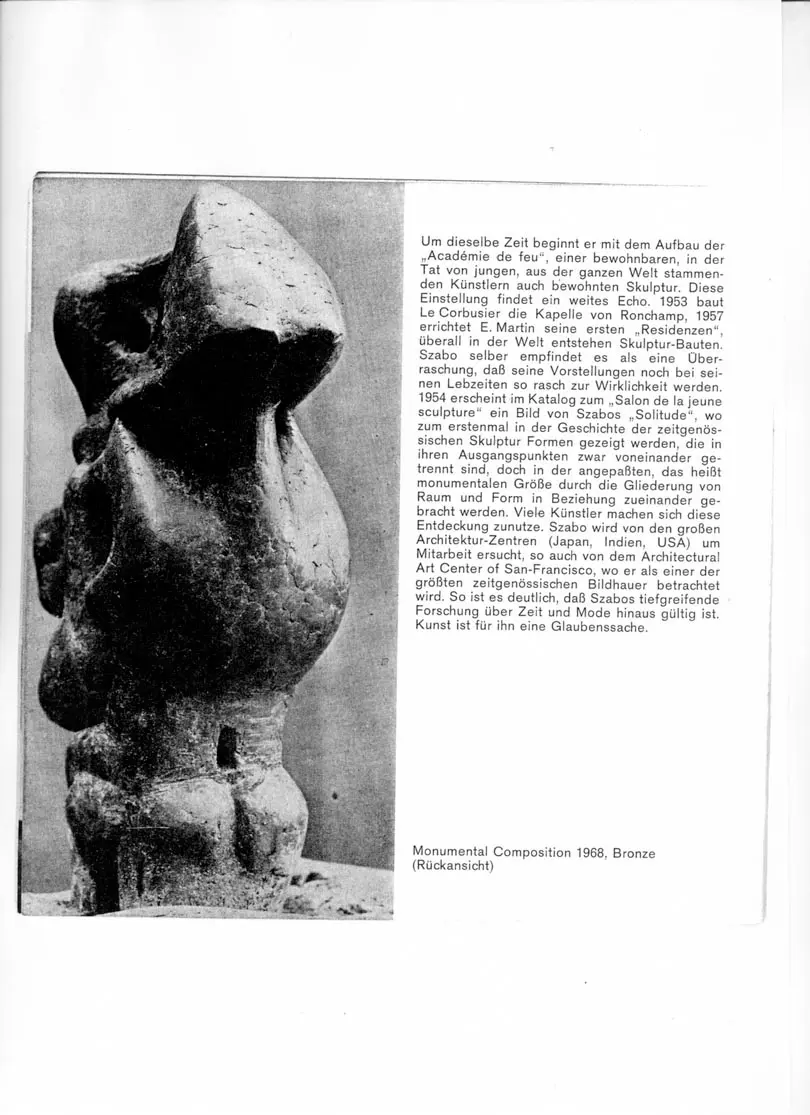 Um dieselbe Zeit beginnt er mit dem Aufbau der
„Académie de feu“, einer bewohnbaren, in der
Tat von jungen, aus der ganzen Welt stammen-
den Künstlern auch bewohnten Skulptur. Diese
Einstellung findet ein weites Echo. 1953 baut
Le Corbusier die Kapelle von Ronchamp, 1957
errichtet E. Martin seine ersten „Residenzen“,
überall in der Welt entstehen Skulptur-Bauten.
Szabo selber empfindet es als eine Über-
raschung, daß seine Vorstellungen noch bei sei-
nen Lebzeiten so rasch zur Wirklichkeit werden.
1954 erscheint im Katalog zum „Salon de la jeune
sculpture“ ein Bild von Szabos „Solitude“, wo
zum erstenmal in der Geschichte der zeitgenös-
sischen Skulptur Formen gezeigt werden, die in
ihren Ausgangspunkten zwar voneinander ge-
trennt sind, doch in der angepaßten, das heißt
monumentalen Größe durch die Gliederung von
Raum und Form in Beziehung zueinander ge-
bracht werden. Viele Künstler machen sich diese
Entdeckung zunutze. Szabo wird von den großen
Architektur-Zentren (Japan, Indien, USA) um
Mitarbeit ersucht, so auch von dem Architectural
Art Center of San-Francisco, wo er als einer der
größten zeitgenössischen Bildhauer betrachtet
wird. So ist es deutlich, daß Szabos tiefgreifende
Forschung über Zeit und Mode hinaus gültig ist.
Kunst ist für ihn eine Glaubenssache.
Monumental Composition 1968, Bronze
(Rückansicht)